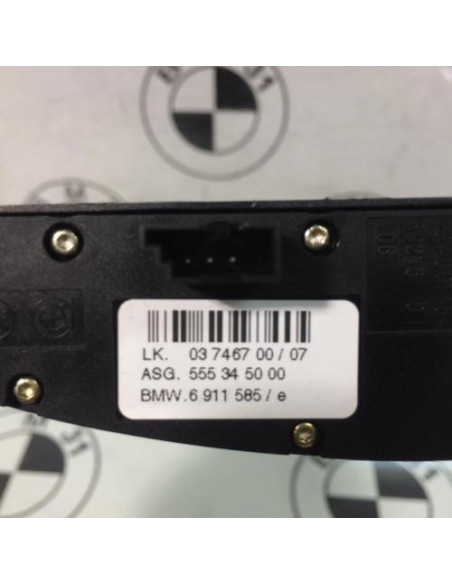 LK. 03 7467 00 / 07
ASG. 555 34 50 00
BMW. 6 911 585 / e